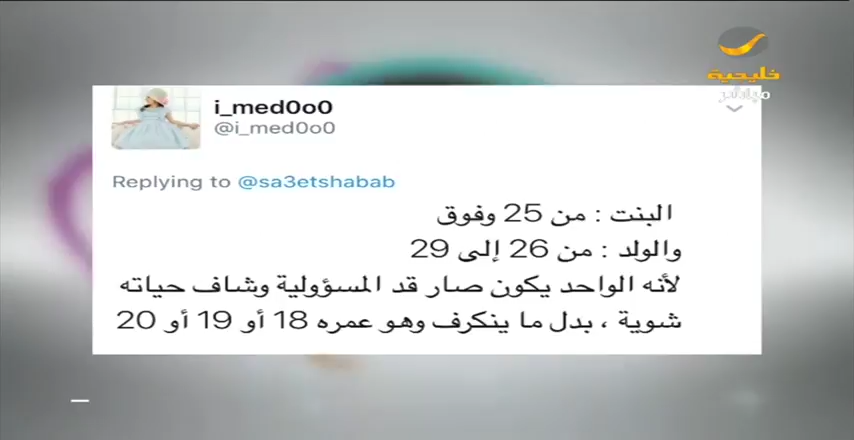 خليجية
مباشر
i_med0o0
@i_med0o0
Replying to @sa3etshabab
البنت : من 25 وفوق
والولد : من 26 إلى 29
لأنه الواحد يكون صار قد المسؤولية وشاف حياته
شوية ، بدل ما ينكرف وهو عمره 18 أو 19 أو 20